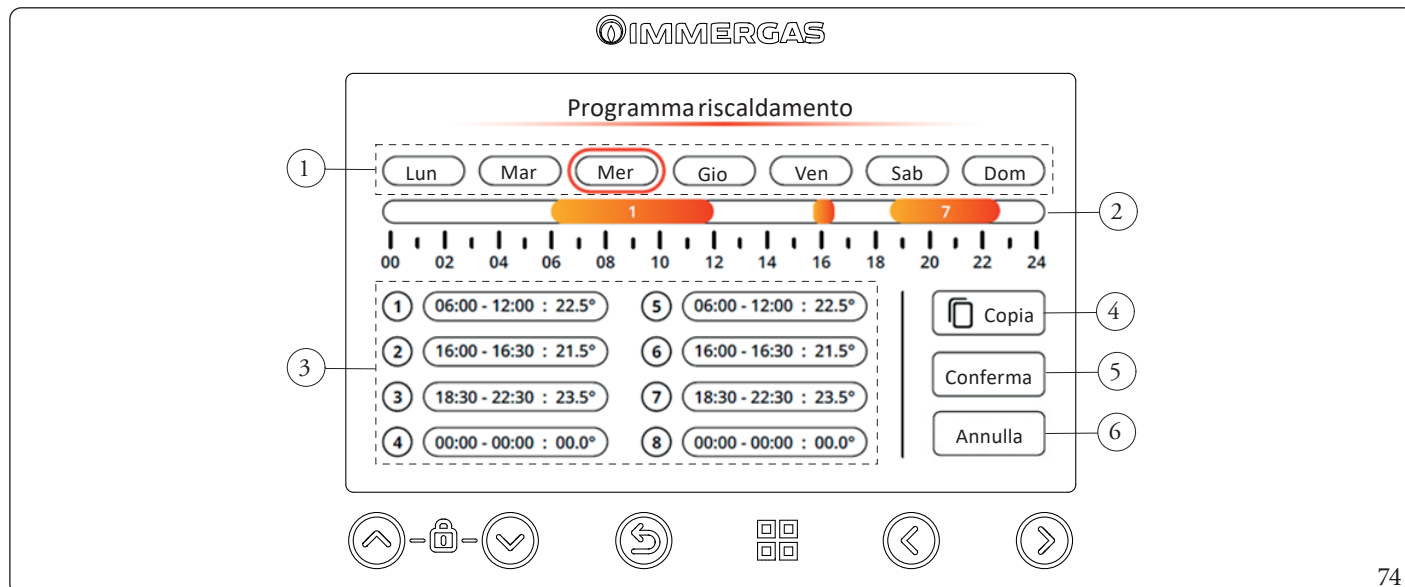 IMMERGAS
Programma riscaldamento
1
Lun Mar Mer Gio Ven Sab Dom
1 7
2
00 02 04 06 08 10 12 14 16 18 20 22 24
3
1 06:00 - 12:00 : 22.5° 5 06:00 - 12:00 : 22.5°
2 16:00 - 16:30 : 21.5° 6 16:00 - 16:30 : 21.5°
3 18:30 - 22:30 : 23.5° 7 18:30 - 22:30 : 23.5°
4 00:00 - 00:00 : 00.0° 8 00:00 - 00:00 : 00.0°
Copia 4
Conferma 5
Annulla 6
74